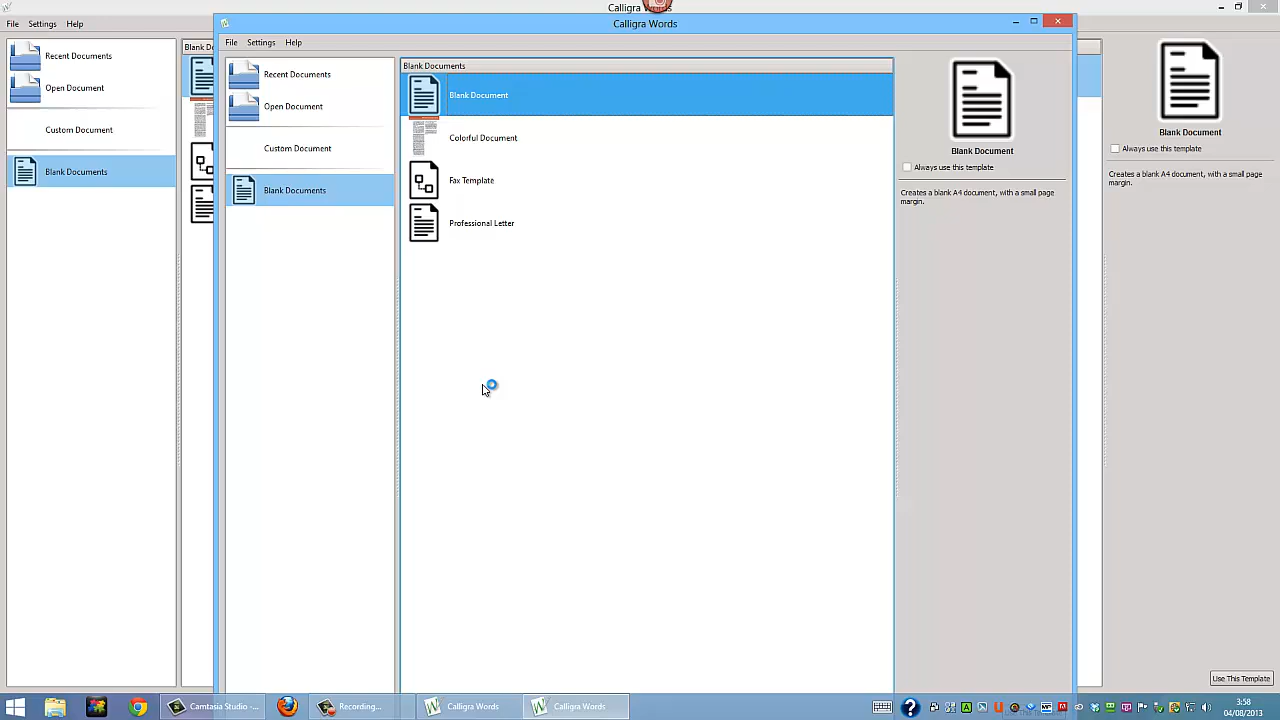 Calligra Words
File Settings Help
Recent Documents
Open Document
Custom Document
Blank Documents
Calligra Words
File Settings Help
Recent Documents
Open Document
Custom Document
Blank Documents
Blank Documents
Blank Document
Colorful Document
Fax Template
Professional Letter
Blank Document
Always use this template
Creates a blank A4 document, with a small page
margin.
Blank Document
Always use this template
Creates a blank A4 document, with a small page
margin.
Use This Template
Camtasia Studio -...
Recording...
Calligra Words
Calligra Words
3:58
04/08/2013